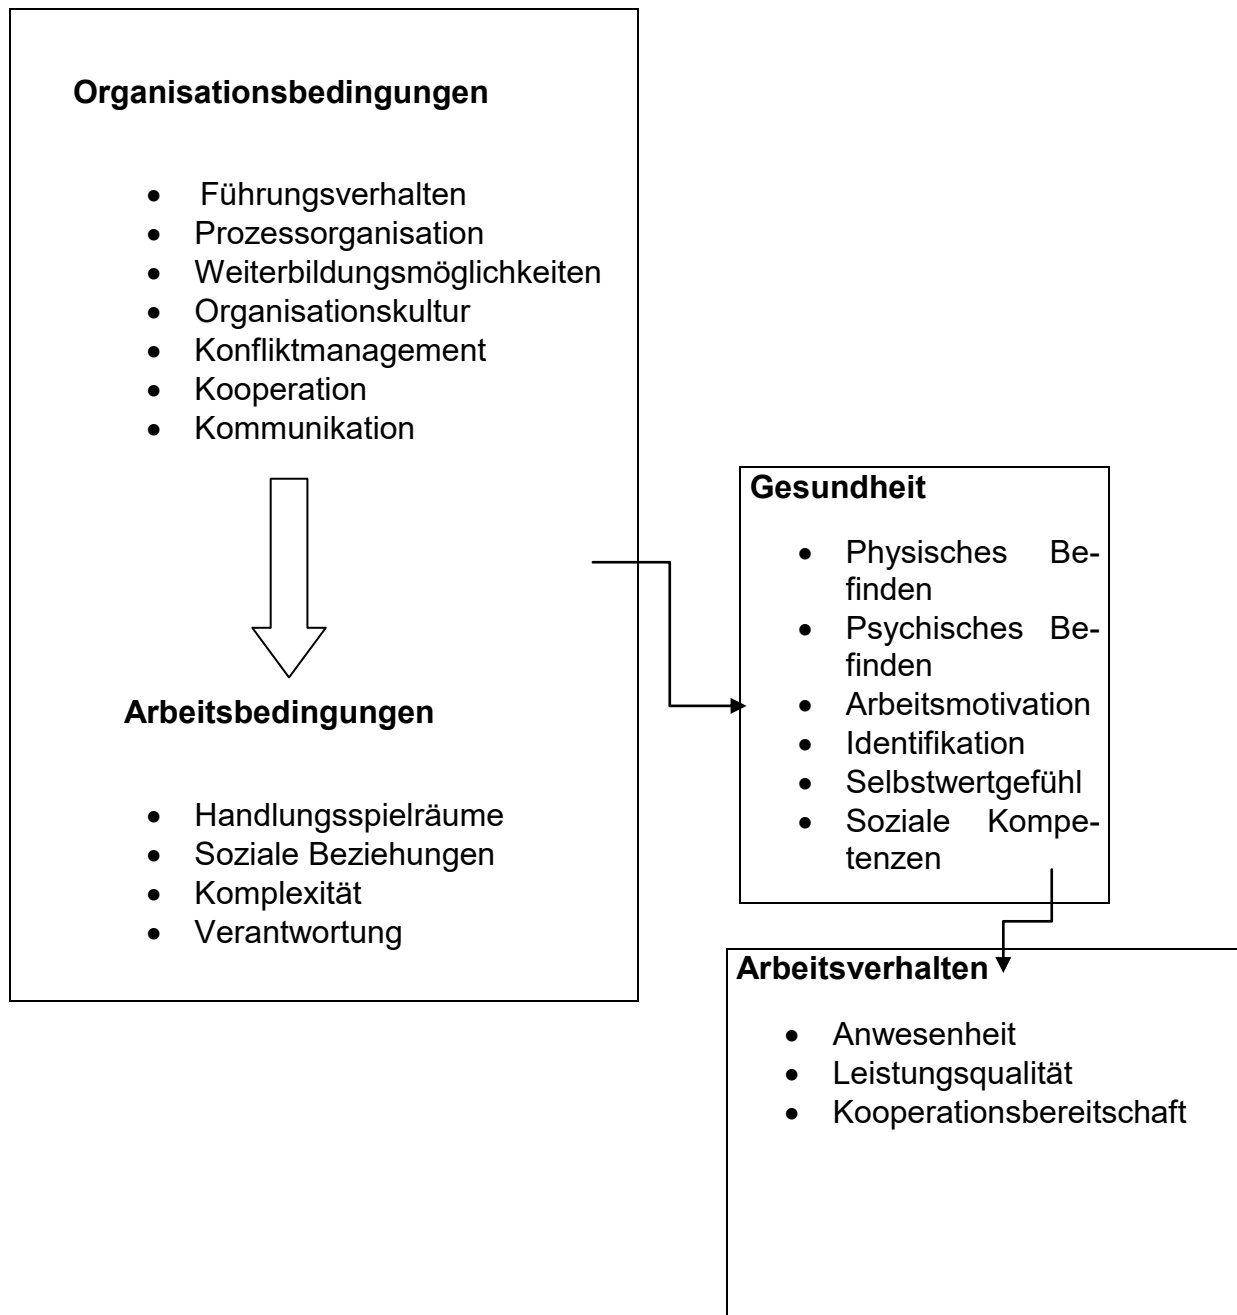 Organisationsbedingungen
• Führungsverhalten
• Prozessorganisation
• Weiterbildungsmöglichkeiten
• Organisationskultur
• Konfliktmanagement
• Kooperation
• Kommunikation
Arbeitsbedingungen
• Handlungsspielräume
• Soziale Beziehungen
• Komplexität
• Verantwortung
Gesundheit
• Physisches Be-
finden
• Psychisches Be-
finden
• Arbeitsmotivation
• Identifikation
• Selbstwertgefühl
• Soziale Kompe-
tenzen
Arbeitsverhalten
• Anwesenheit
• Leistungsqualität
• Kooperationsbereitschaft